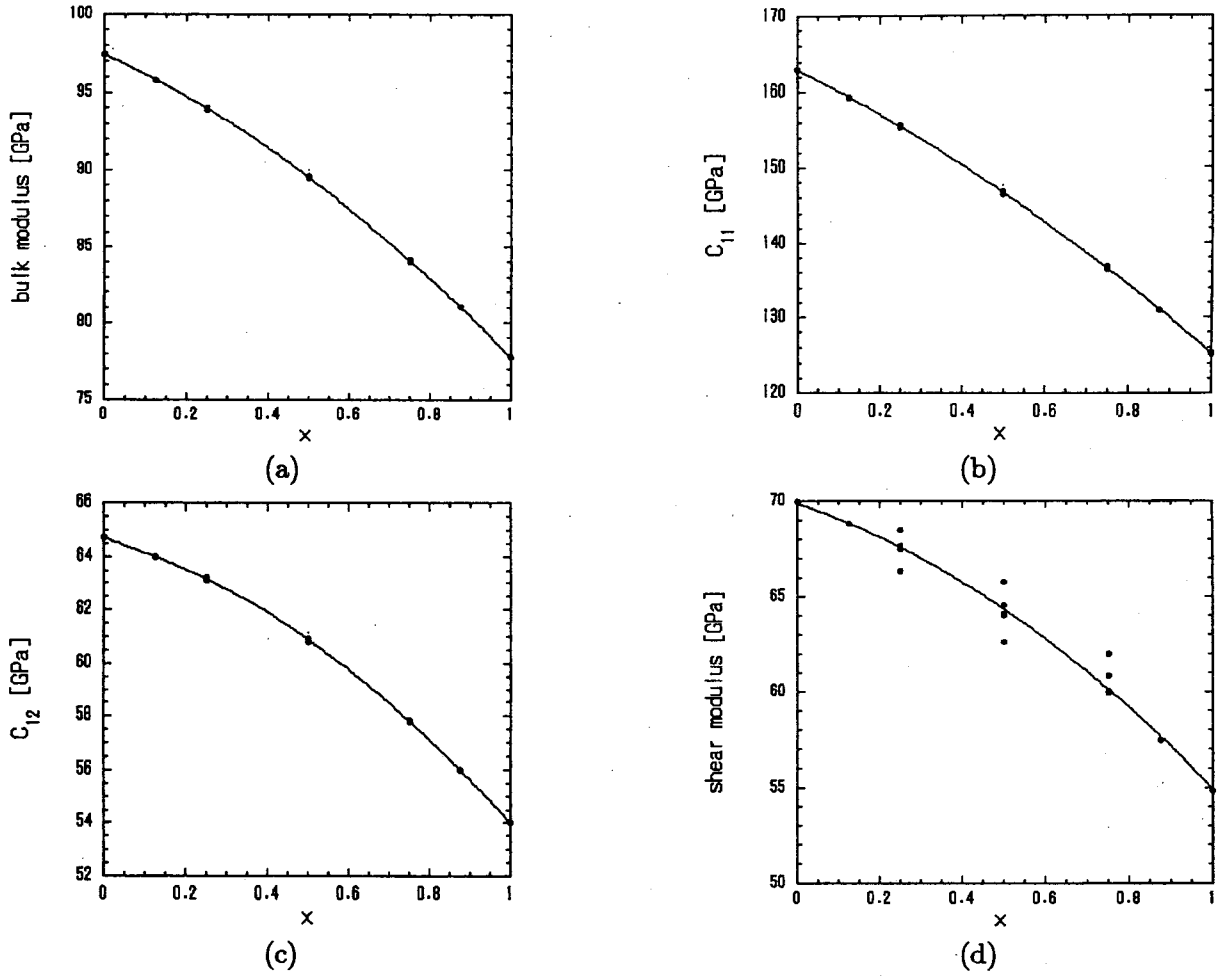 100
95
90
85
80
75
bulk modulus [GPa]
0 0.2 0.4 0.6 0.8 1
X
(a)
170
160
150
140
130
120
C₁₁ [GPa]
0 0.2 0.4 0.6 0.8 1
X
(b)
66
64
62
60
58
56
54
52
C₁₂ [GPa]
0 0.2 0.4 0.6 0.8 1
X
(c)
70
65
60
55
50
shear modulus [GPa]
0 0.2 0.4 0.6 0.8 1
X
(d)